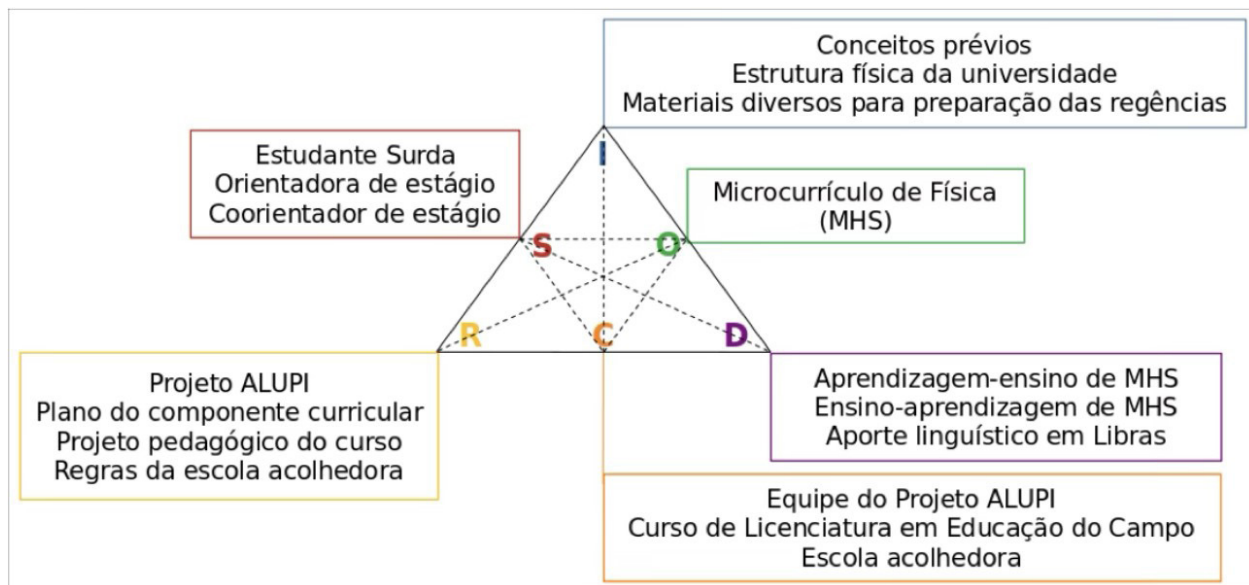 Conceitos prévios
Estrutura física da universidade
Materiais diversos para preparação das regências
Estudante Surda
Orientadora de estágio
Coorientador de estágio
I
Microcurrículo de Física
(MHS)
S
O
R
C
D
Projeto ALUPI
Plano do componente curricular
Projeto pedagógico do curso
Regras da escola acolhedora
Aprendizagem-ensino de MHS
Ensino-aprendizagem de MHS
Aporte linguístico em Libras
Equipe do Projeto ALUPI
Curso de Licenciatura em Educação do Campo
Escola acolhedora